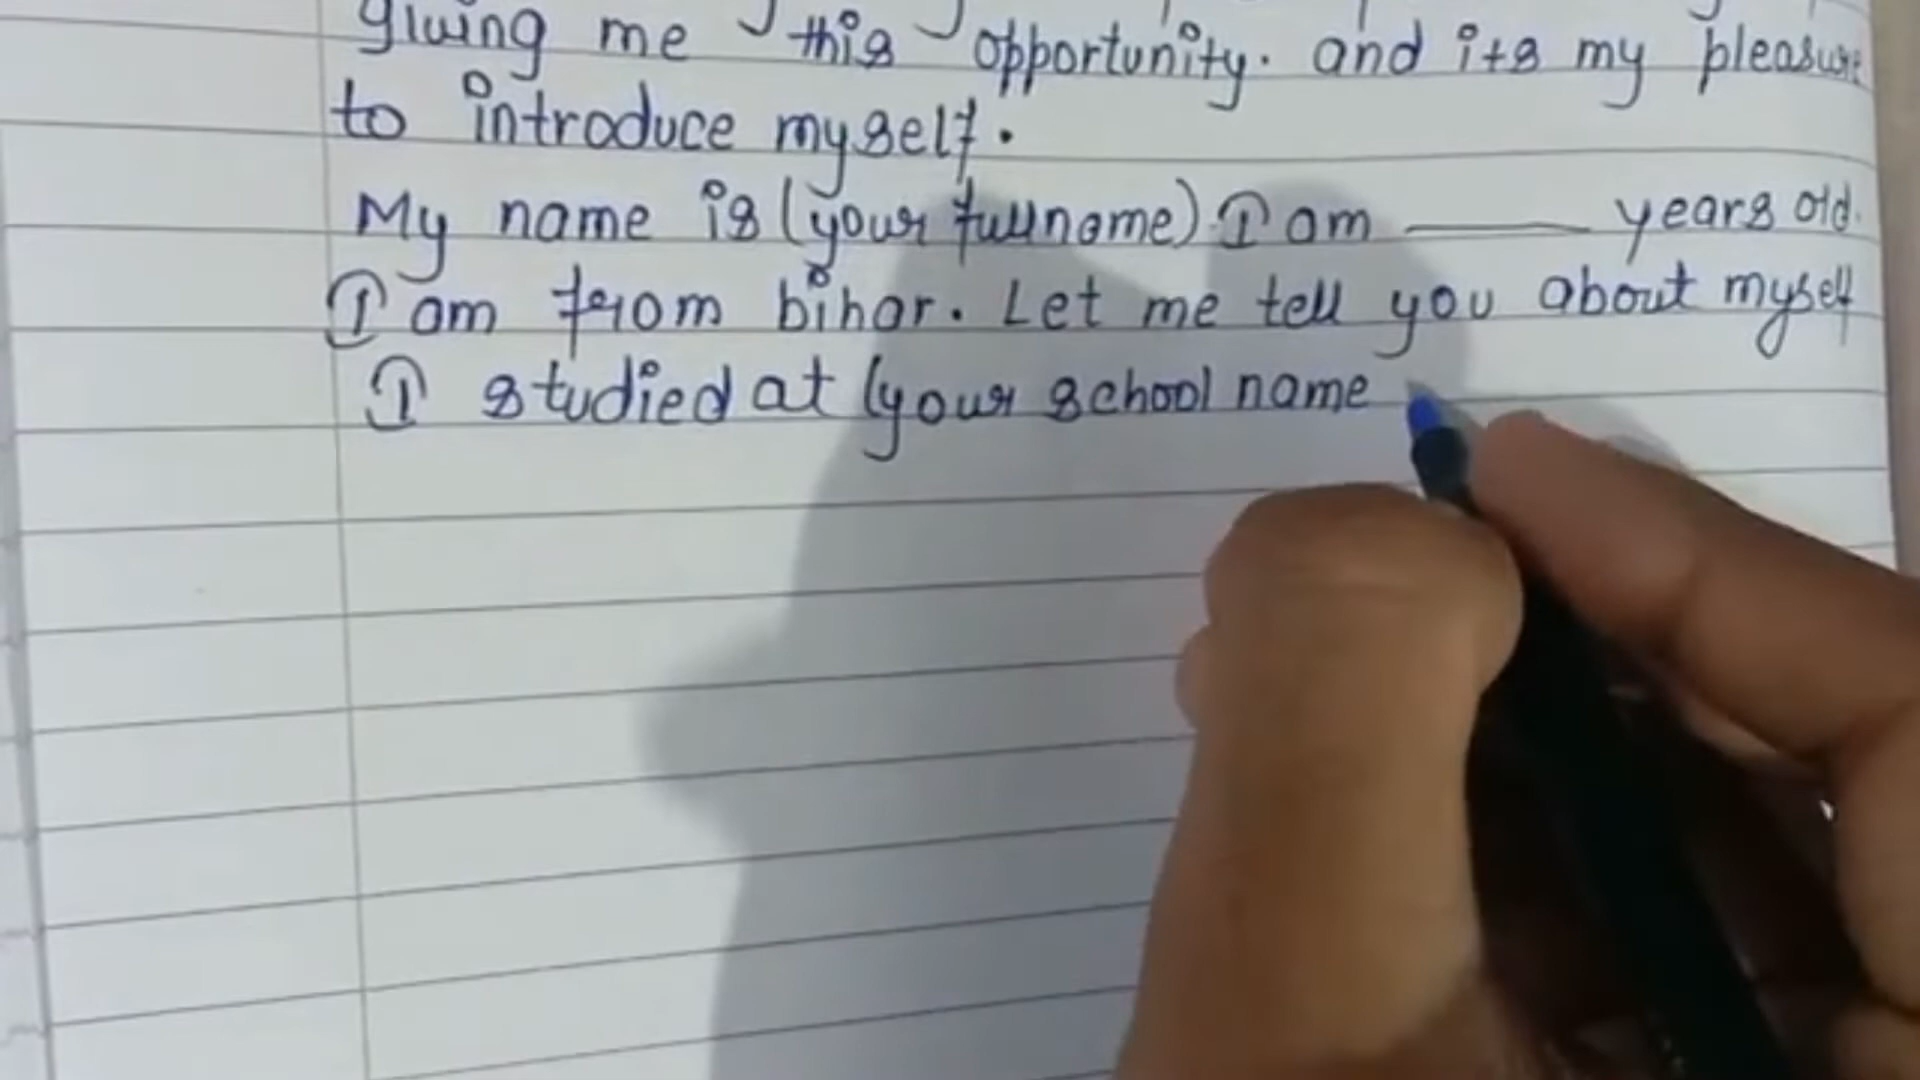 giving me this opportunity. and its my pleasure
to introduce myself.
My name is (your fullname). I am ——— years old.
I am from bihar. Let me tell you about myself
I studied at (your school name